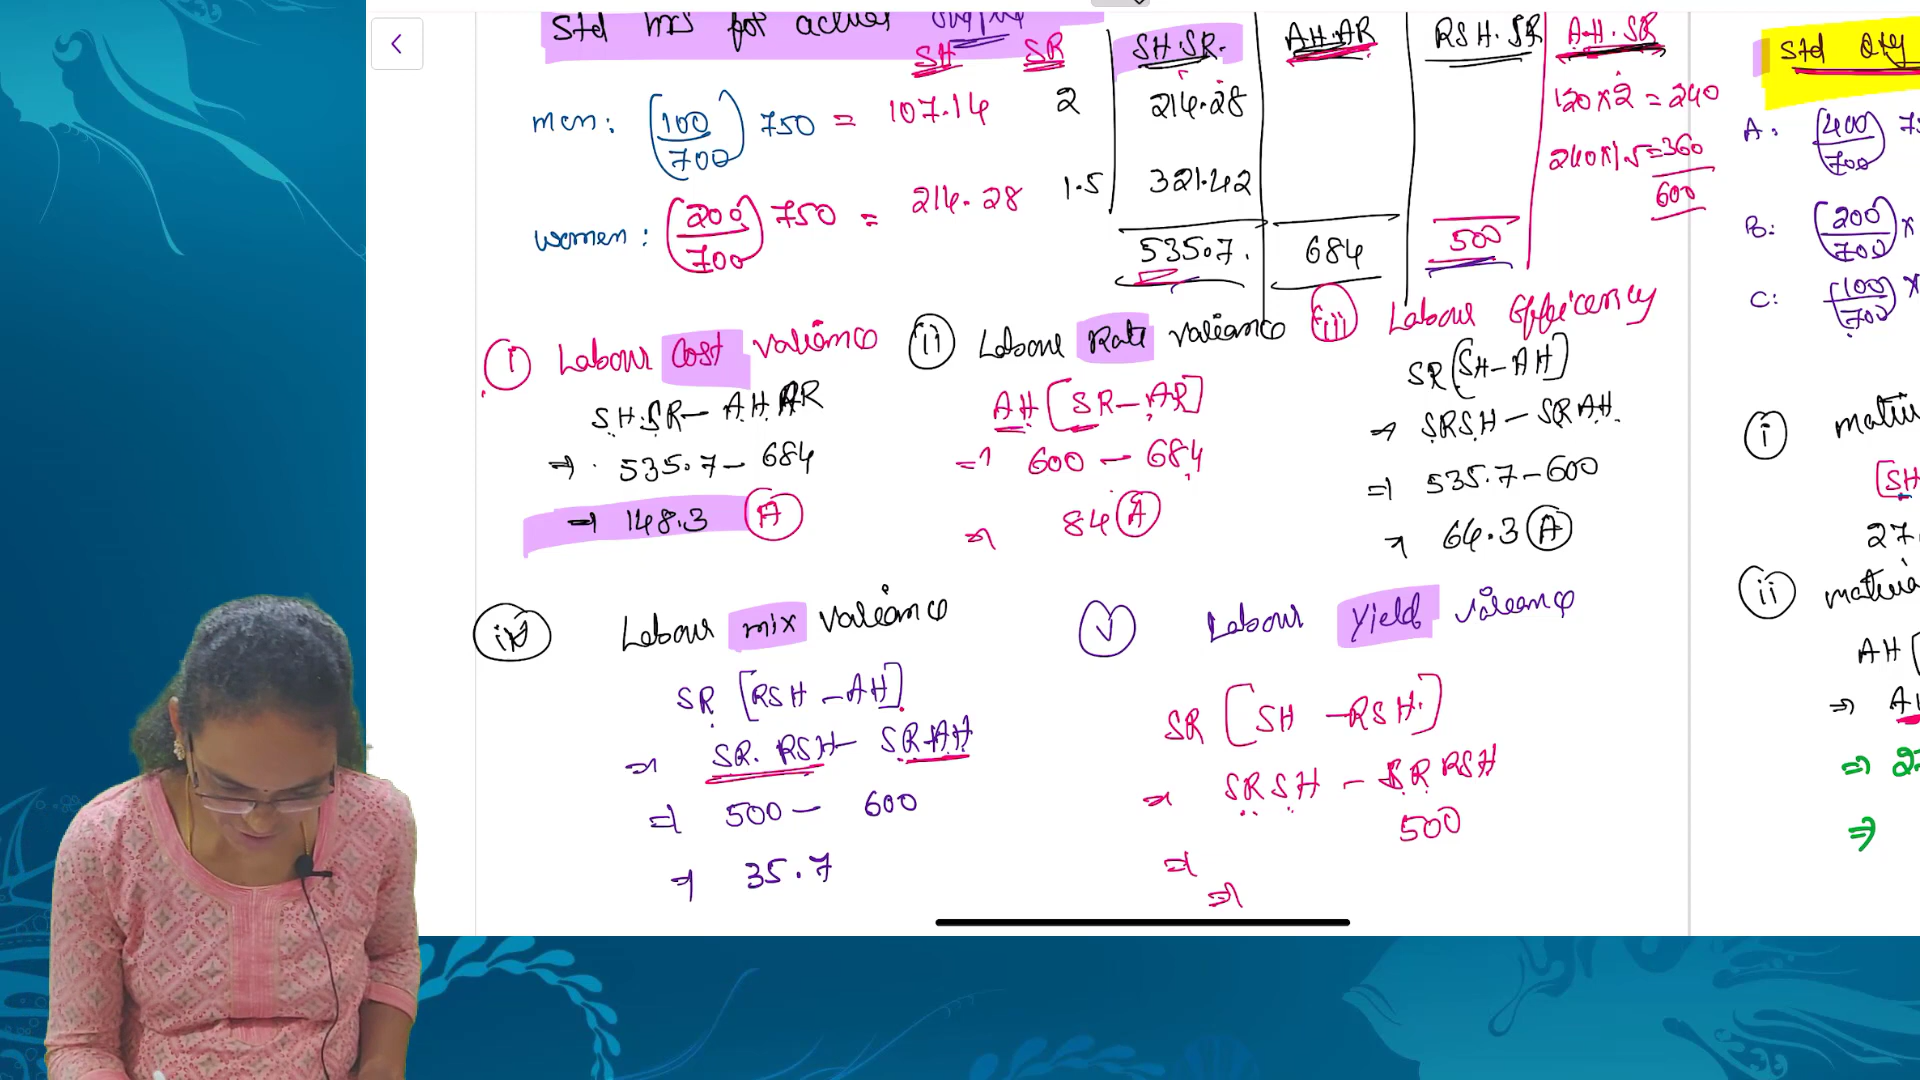 Std hrs for actual output
SH SR SH.SR. AH.AR RSH.SR A.H.SR
men: (100/700) 750 = 107.14 2 214.28 120×2 = 240
women: (200/700) 750 = 214.28 1.5 321.42 240×1.5=360
600
535.7. 684 500
i Labour Cost variance
SH.SR - AH.AR
⇒ 535.7 - 684
⇒ 148.3 A
ii Labour Rate variance
AH[SR-AR]
⇒ 600 - 684
⇒ 84 A
iii Labour Efficiency
SR[SH-AH]
⇒ SRSH - SRAH.
⇒ 535.7-600
⇒ 64.3 A
iv Labour mix variance
SR [RSH-AH]
⇒ SR.RSH - SR.AH
⇒ 500 - 600
⇒ 35.7
v Labour Yield variance
SR [SH - RSH.]
⇒ SRSH - SR RSH
500
⇒
⇒
Std Qty
A: (400/700)
B: (200/700) ×
C: (100/700) ×
i
[SH
27.
ii
AH[
⇒
⇒ 27
⇒